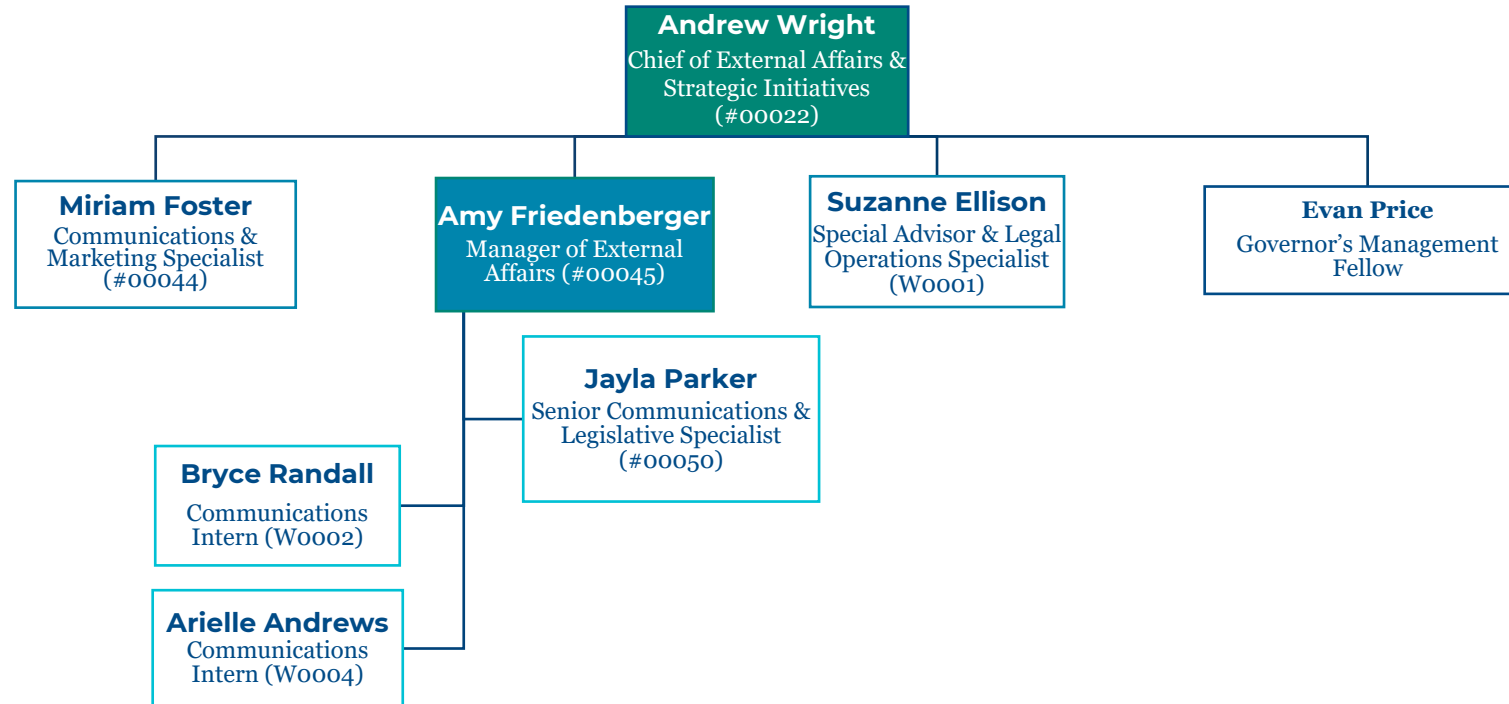 Andrew Wright
Chief of External Affairs &
Strategic Initiatives
(#00022)
Miriam Foster
Communications &
Marketing Specialist
(#00044)
Amy Friedenberger
Manager of External
Affairs (#00045)
Suzanne Ellison
Special Advisor & Legal
Operations Specialist
(W0001)
Evan Price
Governor’s Management
Fellow
Jayla Parker
Senior Communications &
Legislative Specialist
(#00050)
Bryce Randall
Communications
Intern (W0002)
Arielle Andrews
Communications
Intern (W0004)